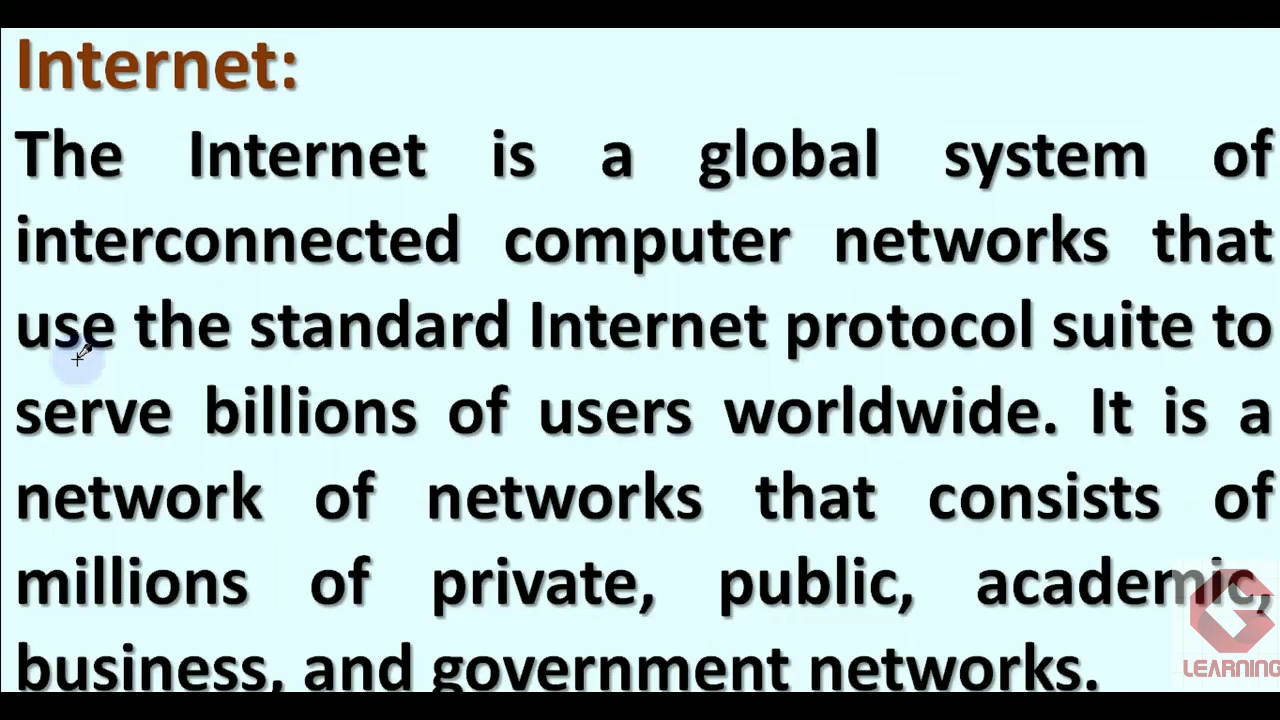 Internet:
The Internet is a global system of
interconnected computer networks that
use the standard Internet protocol suite to
serve billions of users worldwide. It is a
network of networks that consists of
millions of private, public, academic,
business, and government networks.
LEARNING